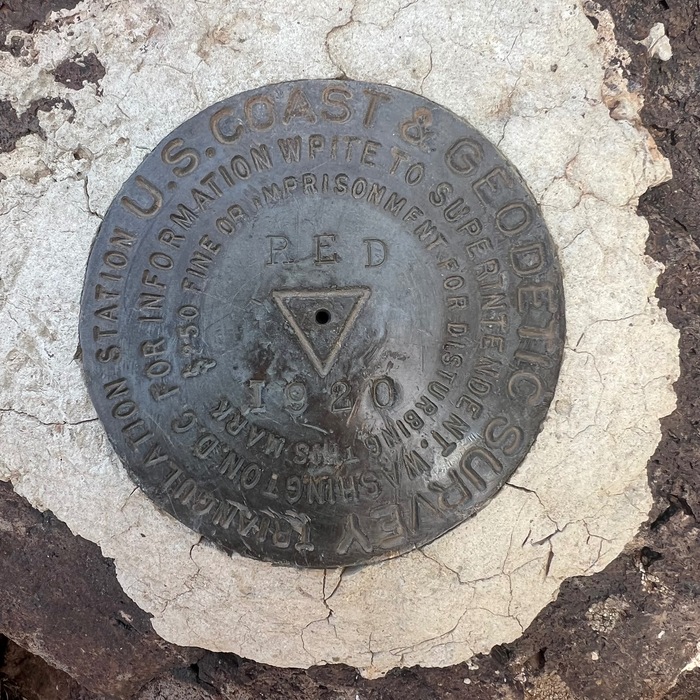 U.S. COAST & GEODETIC SURVEY
TRIANGULATION STATION
FOR INFORMATION WRITE TO SUPERINTENDENT. WASHINGTON. D.C
$250 FINE OR IMPRISONMENT FOR DISTURBING THIS MARK
RED
1920